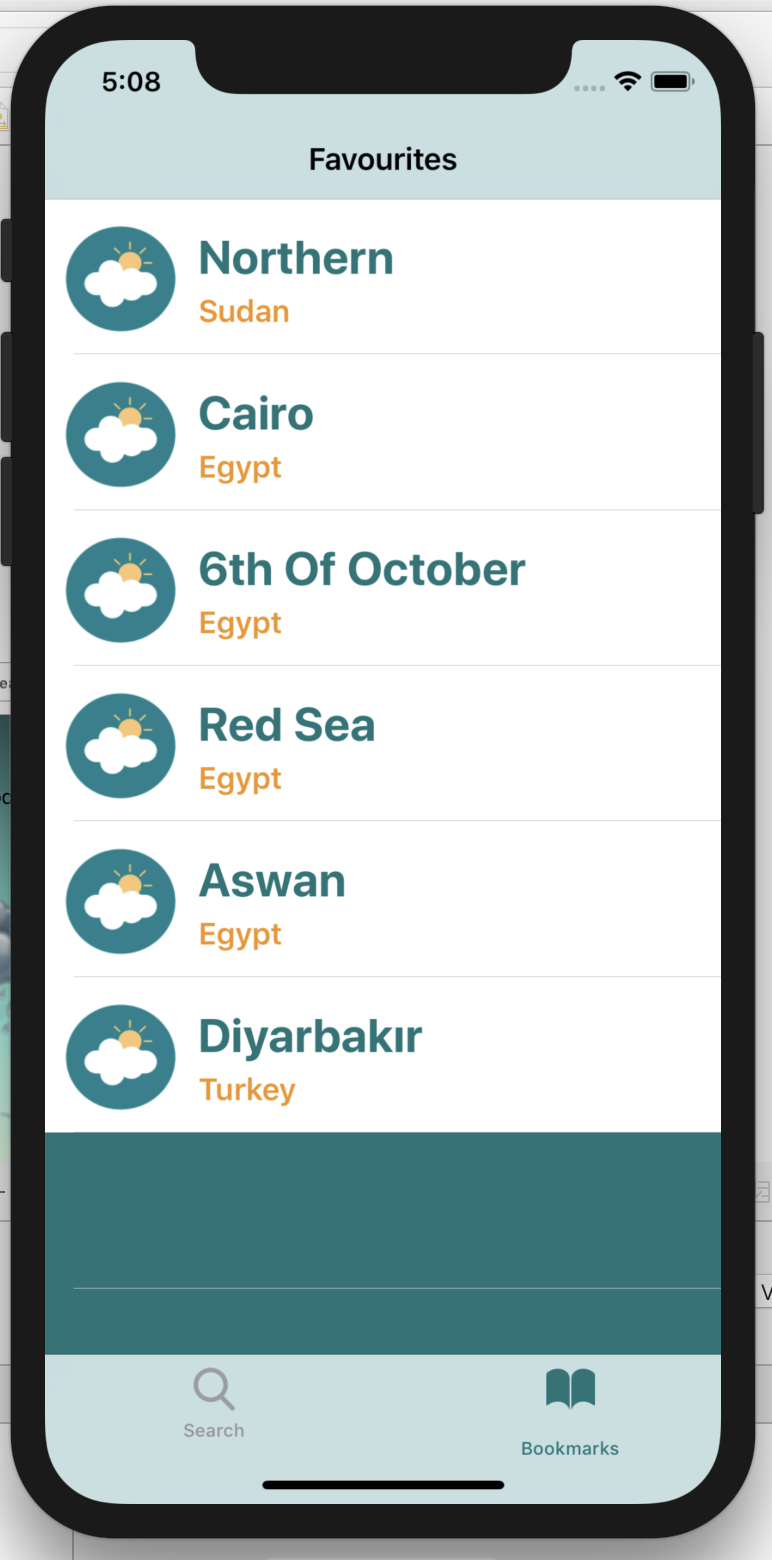 5:08
Favourites
Northern
Sudan
Cairo
Egypt
6th Of October
Egypt
Red Sea
Egypt
Aswan
Egypt
Diyarbakır
Turkey
Search
Bookmarks